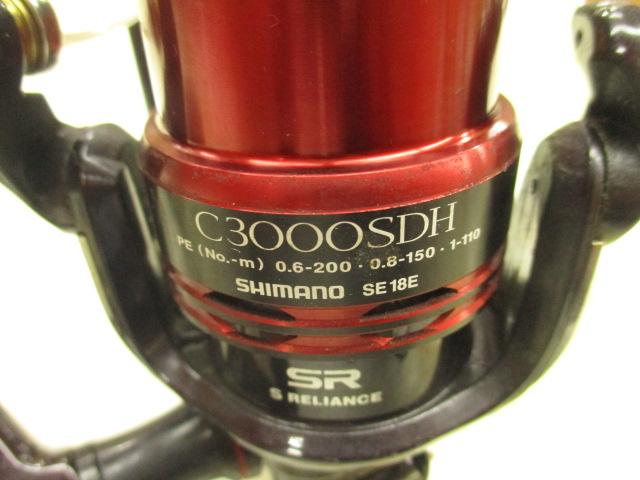 C3000SDH
PE (No.-m) 0.6-200 · 0.8-150 · 1-110
SHIMANO SE18E
SR
S RELIANCE